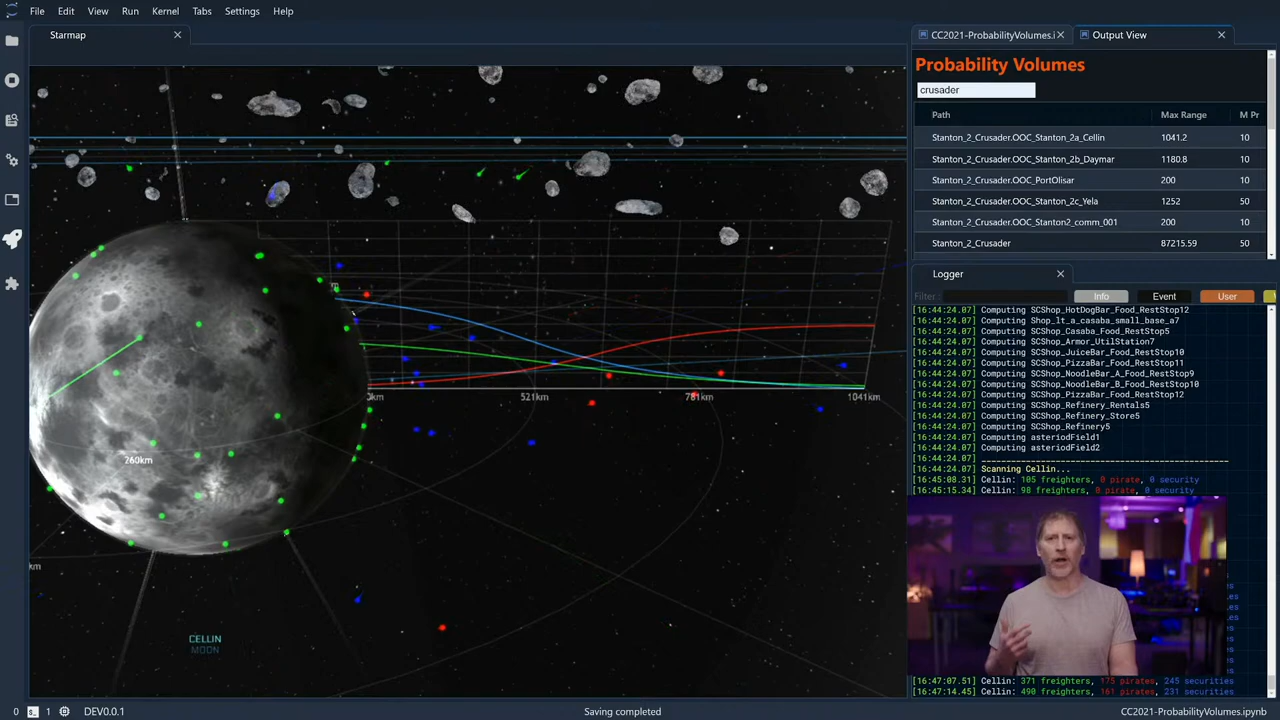 File Edit View Run Kernel Tabs Settings Help
Starmap
CC2021-ProbabilityVolumes.i
Output View
Probability Volumes
crusader
Path Max Range M Pr
Stanton_2_Crusader.OOC_Stanton_2a_Cellin 1041.2 10
Stanton_2_Crusader.OOC_Stanton_2b_Daymar 1180.8 10
Stanton_2_Crusader.OOC_PortOlisar 200 10
Stanton_2_Crusader.OOC_Stanton_2c_Yela 1252 50
Stanton_2_Crusader.OOC_Stanton2_comm_001 200 10
Stanton_2_Crusader 87215.59 50
Logger
Filter Info Event User
[16:44:24.07] Computing SCShop_HotDogBar_Food_RestStop12
[16:44:24.07] Computing Shop_lt_a_casaba_small_base_a7
[16:44:24.07] Computing SCShop_Casaba_Food_RestStop5
[16:44:24.07] Computing SCShop_Armor_UtilStation7
[16:44:24.07] Computing SCShop_JuiceBar_Food_RestStop10
[16:44:24.07] Computing SCShop_PizzaBar_Food_RestStop11
[16:44:24.07] Computing SCShop_NoodleBar_A_Food_RestStop9
[16:44:24.07] Computing SCShop_NoodleBar_B_Food_RestStop10
[16:44:24.07] Computing SCShop_PizzaBar_Food_RestStop12
[16:44:24.07] Computing SCShop_Refinery_Rentals5
[16:44:24.07] Computing SCShop_Refinery_Store5
[16:44:24.07] Computing SCShop_Refinery5
[16:44:24.07] Computing asteriodField1
[16:44:24.07] Computing asteriodField2
[16:44:24.07]
[16:44:24.07] Scanning Cellin...
[16:45:08.31] Cellin: 105 freighters, 0 pirate, 0 security
[16:45:15.34] Cellin: 98 freighters, 0 pirate, 0 security
[16:47:07.51] Cellin: 371 freighters, 175 pirates, 245 securities
[16:47:14.45] Cellin: 490 freighters, 161 pirates, 231 securities
521km
781km
1041km
260km
km
CELLIN
MOON
0 1 DEV0.0.1
Saving completed
CC2021-ProbabilityVolumes.ipynb